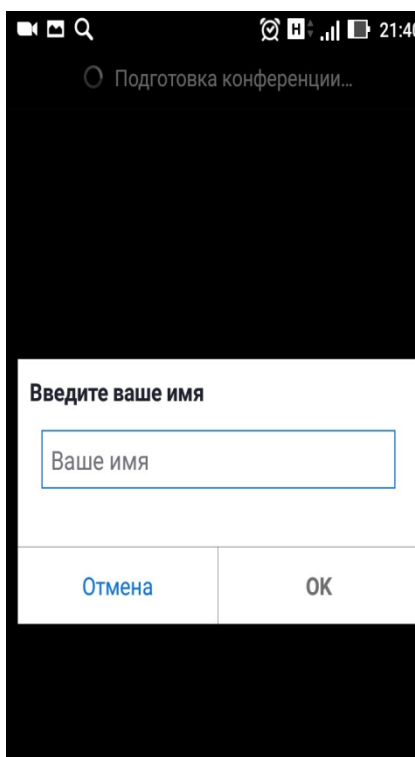 H 21:40
Подготовка конференции...
Введите ваше имя
Ваше имя
Отмена OK